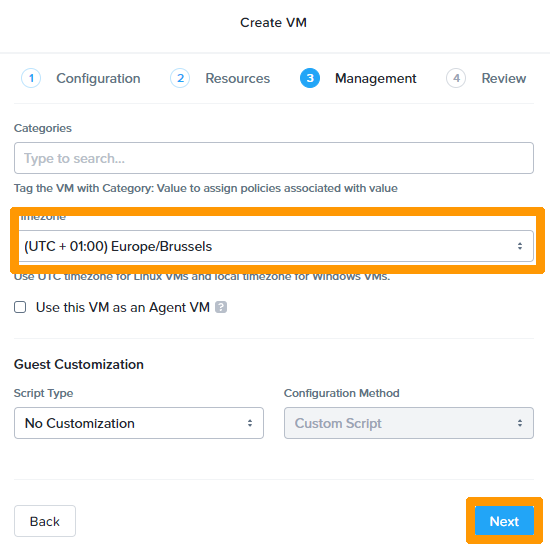 Create VM
1 Configuration 2 Resources 3 Management 4 Review
Categories
Type to search...
Tag the VM with Category: Value to assign policies associated with value
Timezone
(UTC + 01:00) Europe/Brussels
Use UTC timezone for Linux VMs and local timezone for Windows VMs.
Use this VM as an Agent VM ?
Guest Customization
Script Type Configuration Method
No Customization Custom Script
Back Next